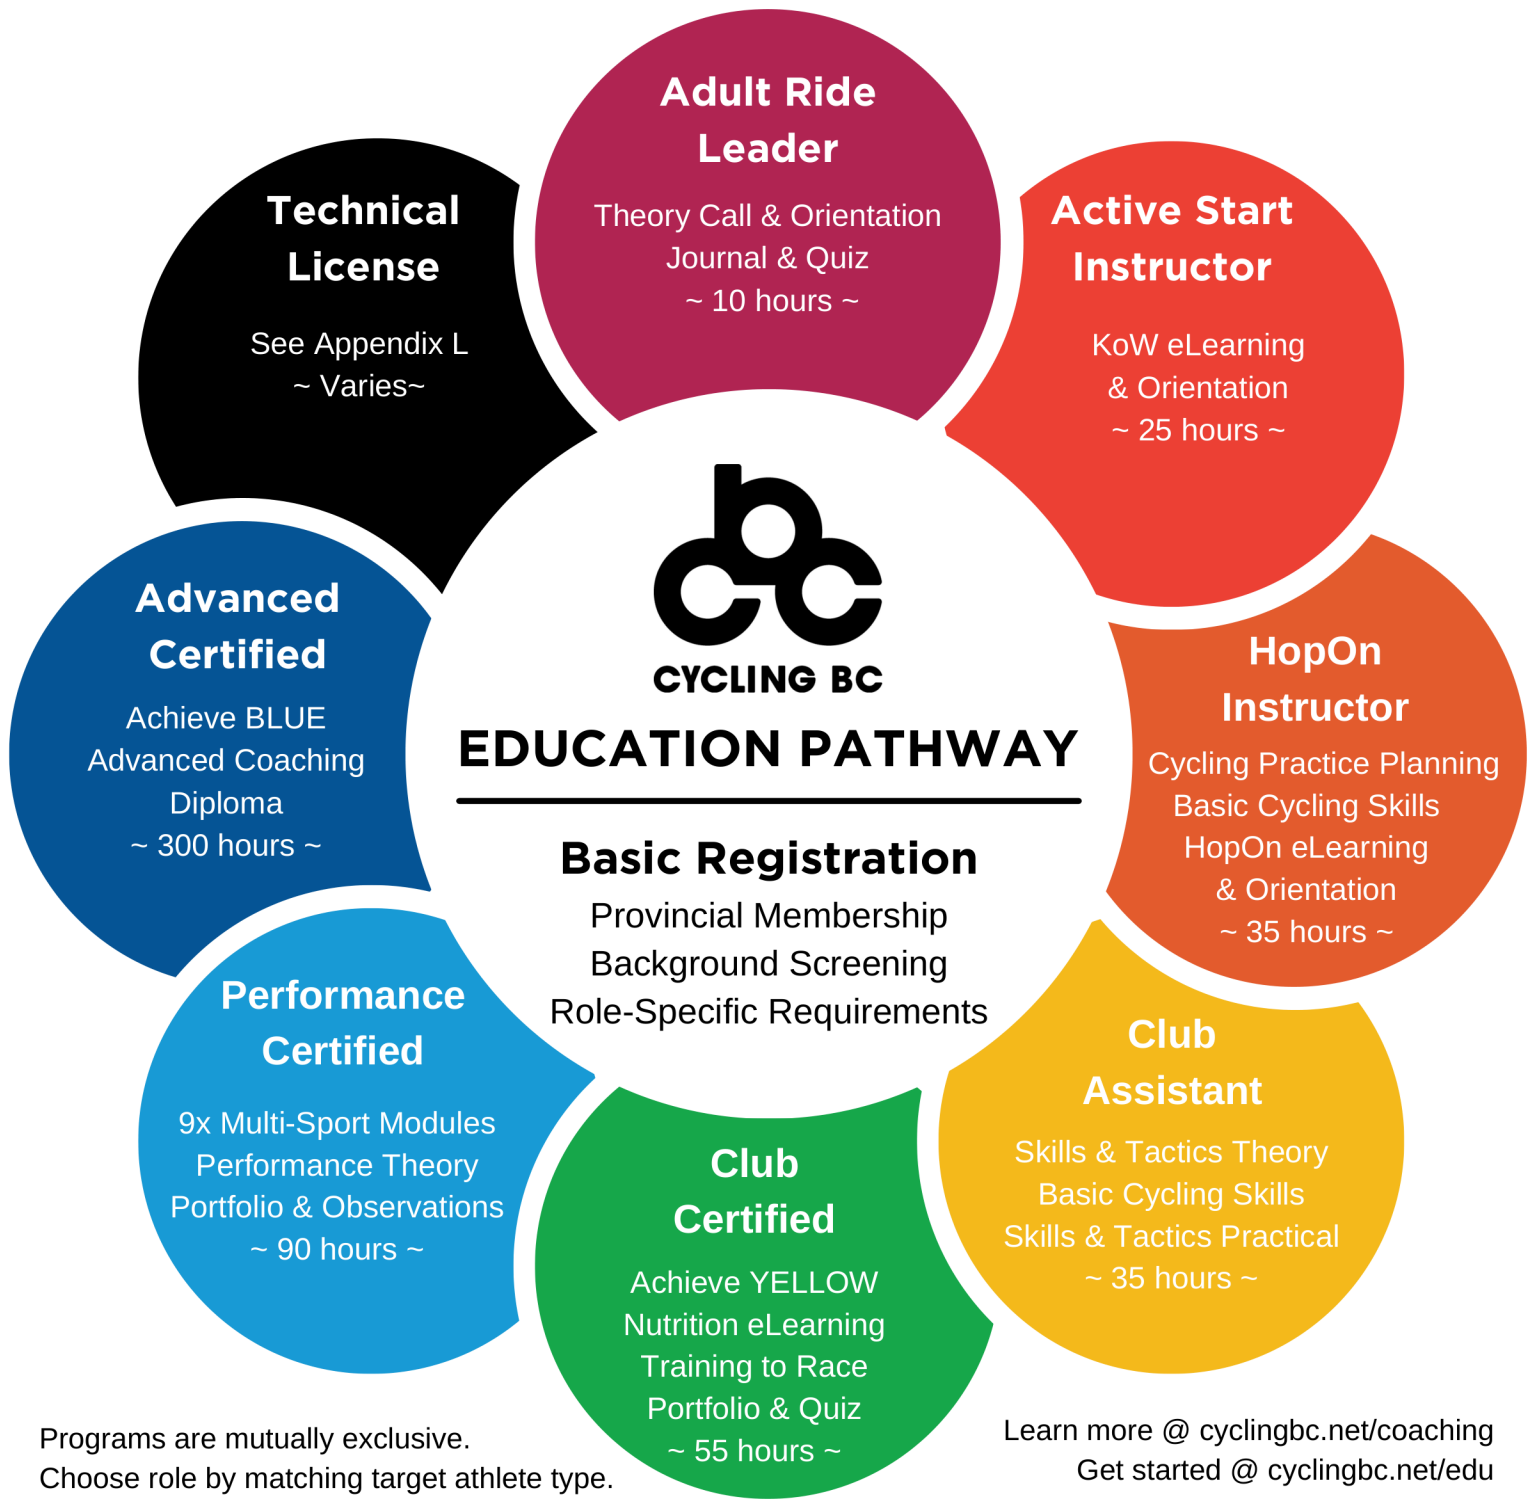 Adult Ride
Leader
Theory Call & Orientation
Journal & Quiz
~ 10 hours ~
Active Start
Instructor
KoW eLearning
& Orientation
~ 25 hours ~
HopOn
Instructor
Cycling Practice Planning
Basic Cycling Skills
HopOn eLearning
& Orientation
~ 35 hours ~
Club
Assistant
Skills & Tactics Theory
Basic Cycling Skills
Skills & Tactics Practical
~ 35 hours ~
Club
Certified
Achieve YELLOW
Nutrition eLearning
Training to Race
Portfolio & Quiz
~ 55 hours ~
Performance
Certified
9x Multi-Sport Modules
Performance Theory
Portfolio & Observations
~ 90 hours ~
Advanced
Certified
Achieve BLUE
Advanced Coaching
Diploma
~ 300 hours ~
Technical
License
See Appendix L
~ Varies~
cbc
CYCLING BC
EDUCATION PATHWAY
Basic Registration
Provincial Membership
Background Screening
Role-Specific Requirements
Programs are mutually exclusive.
Choose role by matching target athlete type.
Learn more @ cyclingbc.net/coaching
Get started @ cyclingbc.net/edu